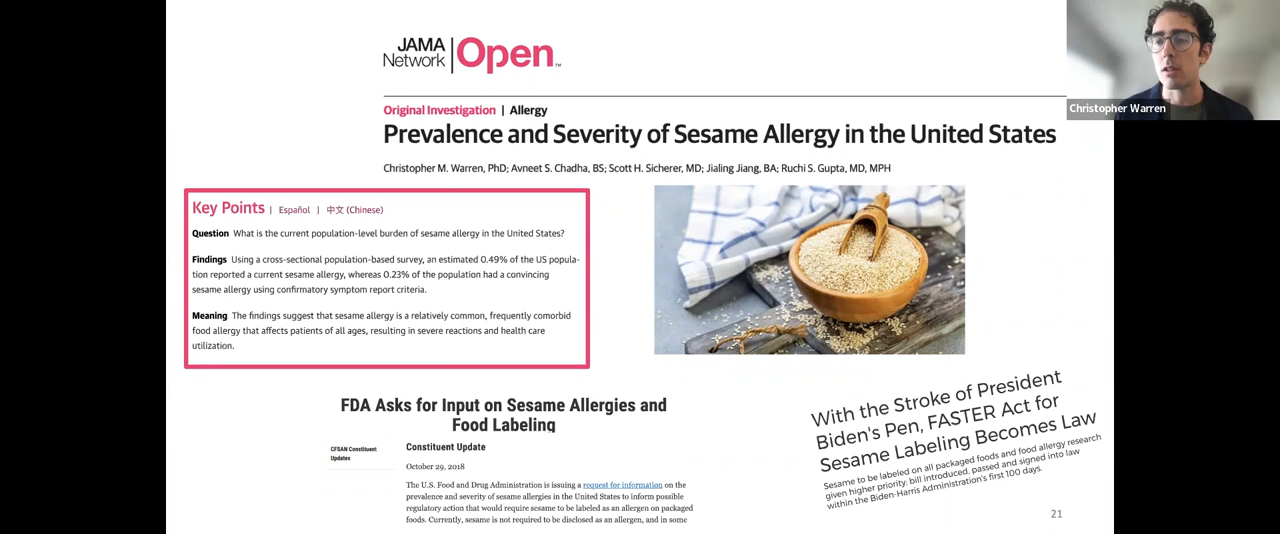 JAMA Network | Open™
Christopher Warren
Original Investigation | Allergy
Prevalence and Severity of Sesame Allergy in the United States
Christopher M. Warren, PhD; Avneet S. Chadha, BS; Scott H. Sicherer, MD; Jialing Jiang, BA; Ruchi S. Gupta, MD, MPH
Key Points | Español | 中文 (Chinese)
Question What is the current population-level burden of sesame allergy in the United States?
Findings Using a cross-sectional population-based survey, an estimated 0.49% of the US popula-
tion reported a current sesame allergy, whereas 0.23% of the population had a convincing
sesame allergy using confirmatory symptom report criteria.
Meaning The findings suggest that sesame allergy is a relatively common, frequently comorbid
food allergy that affects patients of all ages, resulting in severe reactions and health care
utilization.
FDA Asks for Input on Sesame Allergies and
Food Labeling
CFSAN Constituent
Updates
Constituent Update
October 29, 2018
The U.S. Food and Drug Administration is issuing a request for information on the
prevalence and severity of sesame allergies in the United States to inform possible
regulatory action that would require sesame to be labeled as an allergen on packaged
foods. Currently, sesame is not required to be disclosed as an allergen, and in some
With the Stroke of President
Biden's Pen, FASTER Act for
Sesame Labeling Becomes Law
Sesame to be labeled on all packaged foods and food allergy research
given higher priority; bill introduced, passed and signed into law
within the Biden-Harris Administration's first 100 days.
21